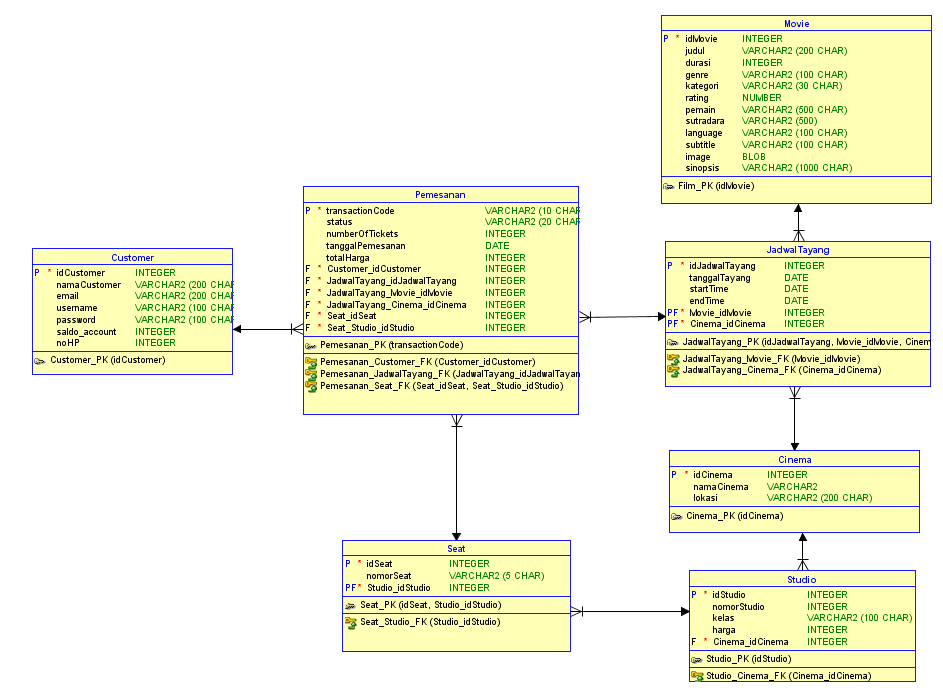 Movie
P * idMovie INTEGER
judul VARCHAR2 (200 CHAR)
durasi INTEGER
genre VARCHAR2 (100 CHAR)
kategori VARCHAR2 (30 CHAR)
rating NUMBER
pemain VARCHAR2 (500 CHAR)
sutradara VARCHAR2 (500)
language VARCHAR2 (100 CHAR)
subtitle VARCHAR2 (100 CHAR)
image BLOB
sinopsis VARCHAR2 (1000 CHAR)
Film_PK (idMovie)
Pemesanan
P * transactionCode VARCHAR2 (10 CHAR
status VARCHAR2 (20 CHAR
numberOfTickets INTEGER
tanggalPemesanan DATE
totalHarga INTEGER
F * Customer_idCustomer INTEGER
F * JadwalTayang_idJadwalTayang INTEGER
F * JadwalTayang_Movie_idMovie INTEGER
F * JadwalTayang_Cinema_idCinema INTEGER
F * Seat_idSeat INTEGER
F * Seat_Studio_idStudio INTEGER
Pemesanan_PK (transactionCode)
Pemesanan_Customer_FK (Customer_idCustomer)
Pemesanan_JadwalTayang_FK (JadwalTayang_idJadwalTayan
Pemesanan_Seat_FK (Seat_idSeat, Seat_Studio_idStudio)
Customer
P * idCustomer INTEGER
namaCustomer VARCHAR2 (200 CHAR
email VARCHAR2 (200 CHAR
username VARCHAR2 (100 CHAR
password VARCHAR2 (100 CHAR
saldo_account INTEGER
noHP INTEGER
Customer_PK (idCustomer)
JadwalTayang
P * idJadwalTayang INTEGER
tanggalTayang DATE
startTime DATE
endTime DATE
PF * Movie_idMovie INTEGER
PF * Cinema_idCinema INTEGER
JadwalTayang_PK (idJadwalTayang, Movie_idMovie, Cinem
JadwalTayang_Movie_FK (Movie_idMovie)
JadwalTayang_Cinema_FK (Cinema_idCinema)
Cinema
P * idCinema INTEGER
namaCinema VARCHAR2
lokasi VARCHAR2 (200 CHAR)
Cinema_PK (idCinema)
Seat
P * idSeat INTEGER
nomorSeat VARCHAR2 (5 CHAR)
PF* Studio_idStudio INTEGER
Seat_PK (idSeat, Studio_idStudio)
Seat_Studio_FK (Studio_idStudio)
Studio
P * idStudio INTEGER
nomorStudio INTEGER
kelas VARCHAR2 (100 CHAR)
harga INTEGER
F * Cinema_idCinema INTEGER
Studio_PK (idStudio)
Studio_Cinema_FK (Cinema_idCinema)